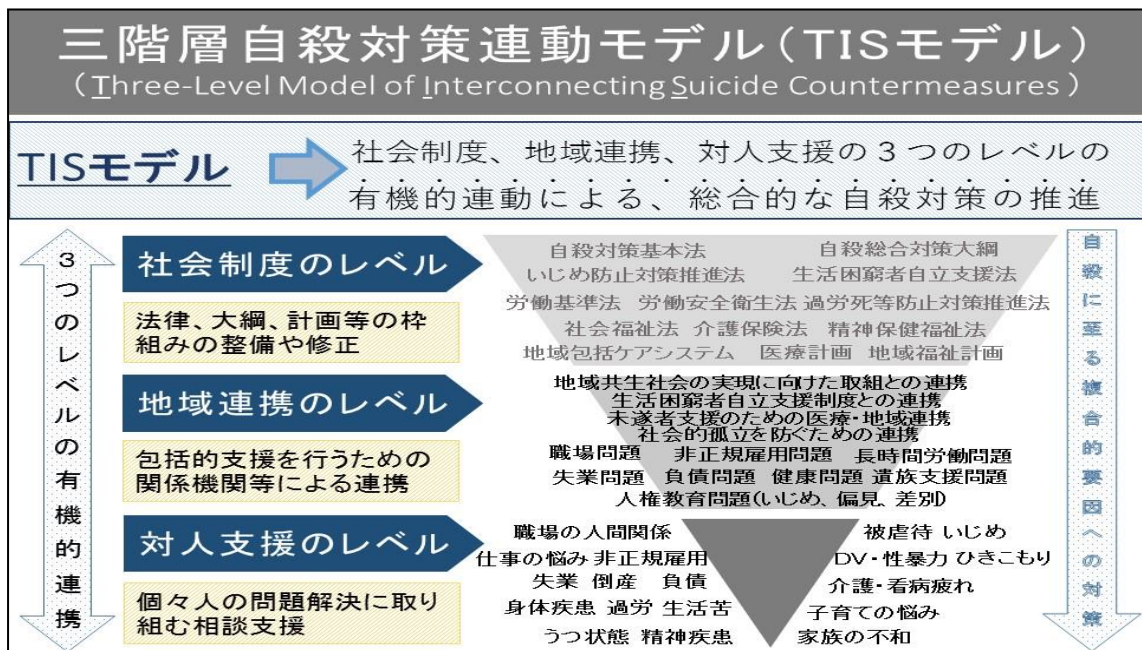 三階層自殺対策連動モデル(TISモデル)
(Three-Level Model of Interconnecting Suicide Countermeasures)
TISモデル
社会制度、地域連携、対人支援の3つのレベルの
有機的連動による、総合的な自殺対策の推進
3つのレベルの有機的連携
社会制度のレベル
法律、大綱、計画等の枠
組みの整備や修正
自殺対策基本法 自殺総合対策大綱
いじめ防止対策推進法 生活困窮者自立支援法
労働基準法 労働安全衛生法 過労死等防止対策推進法
社会福祉法 介護保険法 精神保健福祉法
地域包括ケアシステム 医療計画 地域福祉計画
地域連携のレベル
包括的支援を行うための
関係機関等による連携
地域共生社会の実現に向けた取組との連携
生活困窮者自立支援制度との連携
未遂者支援のための医療・地域連携
社会的孤立を防ぐための連携
職場問題 非正規雇用問題 長時間労働問題
失業問題 負債問題 健康問題 遺族支援問題
人権教育問題(いじめ、偏見、差別)
対人支援のレベル
個々人の問題解決に取り
組む相談支援
職場の人間関係 被虐待 いじめ
仕事の悩み 非正規雇用 DV・性暴力 ひきこもり
失業 倒産 負債 介護・看病疲れ
身体疾患 過労 生活苦 子育ての悩み
うつ状態 精神疾患 家族の不和
自殺に至る複合的要因への対策